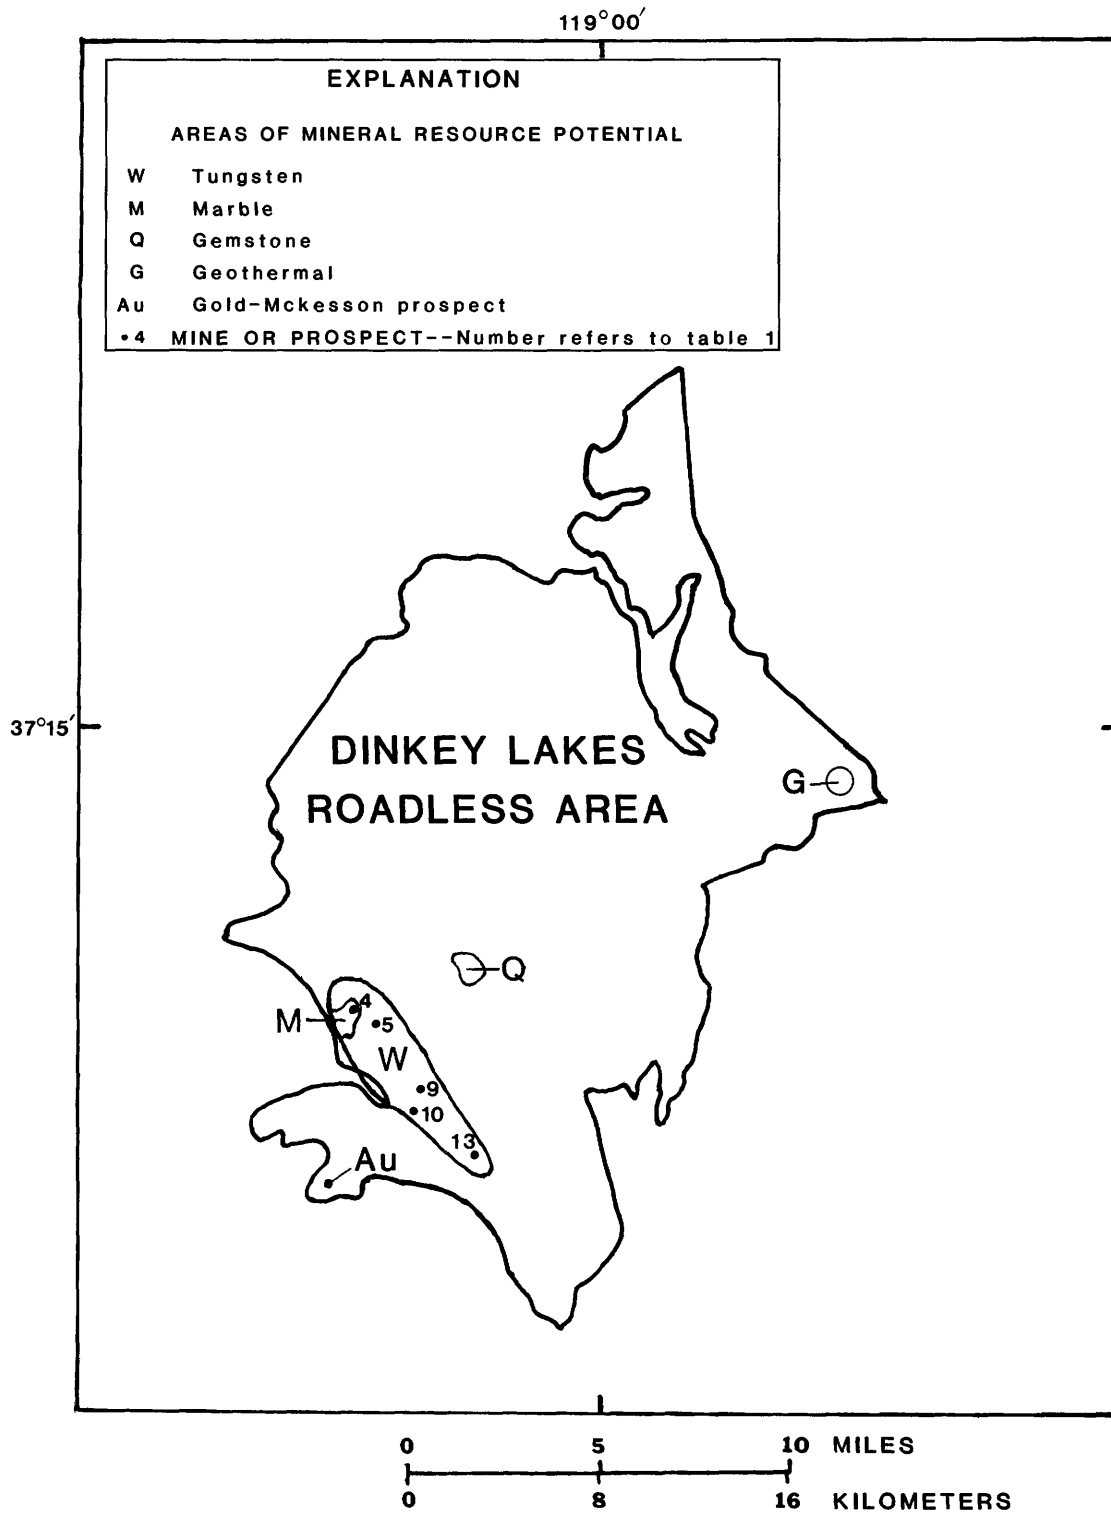 119°00′
EXPLANATION
AREAS OF MINERAL RESOURCE POTENTIAL
W Tungsten
M Marble
Q Gemstone
G Geothermal
Au Gold-Mckesson prospect
•4 MINE OR PROSPECT--Number refers to table 1
37°15′
DINKEY LAKES
ROADLESS AREA
G
Q
4
M
5
W
9
10
13
Au
0 5 10 MILES
0 8 16 KILOMETERS